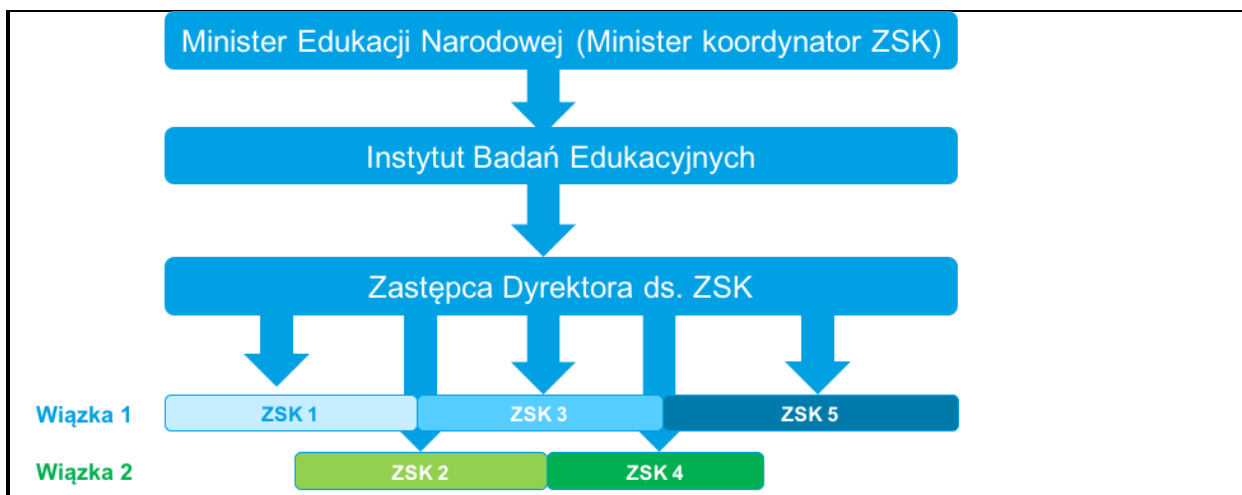 Minister Edukacji Narodowej (Minister koordynator ZSK)
Instytut Badań Edukacyjnych
Zastępca Dyrektora ds. ZSK
Wiązka 1 ZSK 1 ZSK 3 ZSK 5
Wiązka 2 ZSK 2 ZSK 4